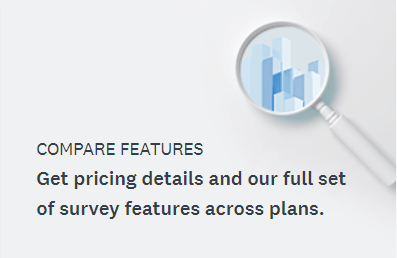 COMPARE FEATURES
Get pricing details and our full set
of survey features across plans.